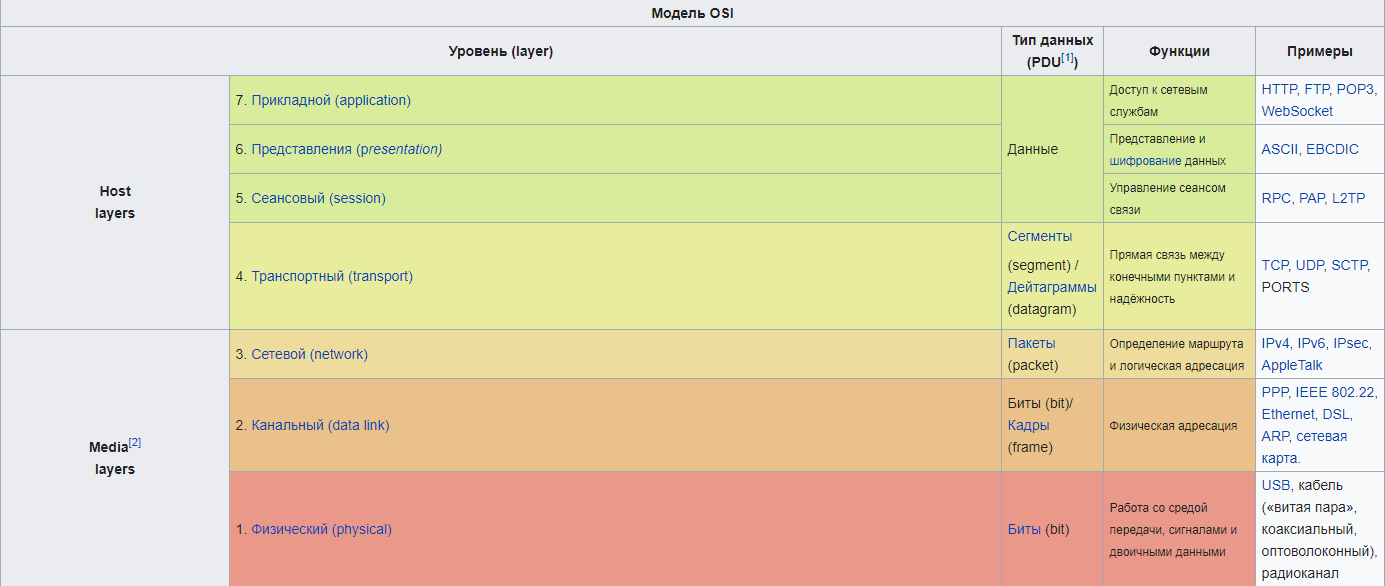 Модель OSI
Уровень (layer)
Тип данных
(PDU[1])
Функции
Примеры
Host
layers
7. Прикладной (application)
Данные
Доступ к сетевым
службам
HTTP, FTP, POP3,
WebSocket
6. Представления (presentation)
Представление и
шифрование данных
ASCII, EBCDIC
5. Сеансовый (session)
Управление сеансом
связи
RPC, PAP, L2TP
4. Транспортный (transport)
Сегменты
(segment) /
Дейтаграммы
(datagram)
Прямая связь между
конечными пунктами и
надёжность
TCP, UDP, SCTP,
PORTS
Media[2]
layers
3. Сетевой (network)
Пакеты
(packet)
Определение маршрута
и логическая адресация
IPv4, IPv6, IPsec,
AppleTalk
2. Канальный (data link)
Биты (bit)/
Кадры
(frame)
Физическая адресация
PPP, IEEE 802.22,
Ethernet, DSL,
ARP, сетевая
карта.
1. Физический (physical)
Биты (bit)
Работа со средой
передачи, сигналами и
двоичными данными
USB, кабель
(«витая пара»,
коаксиальный,
оптоволоконный),
радиоканал